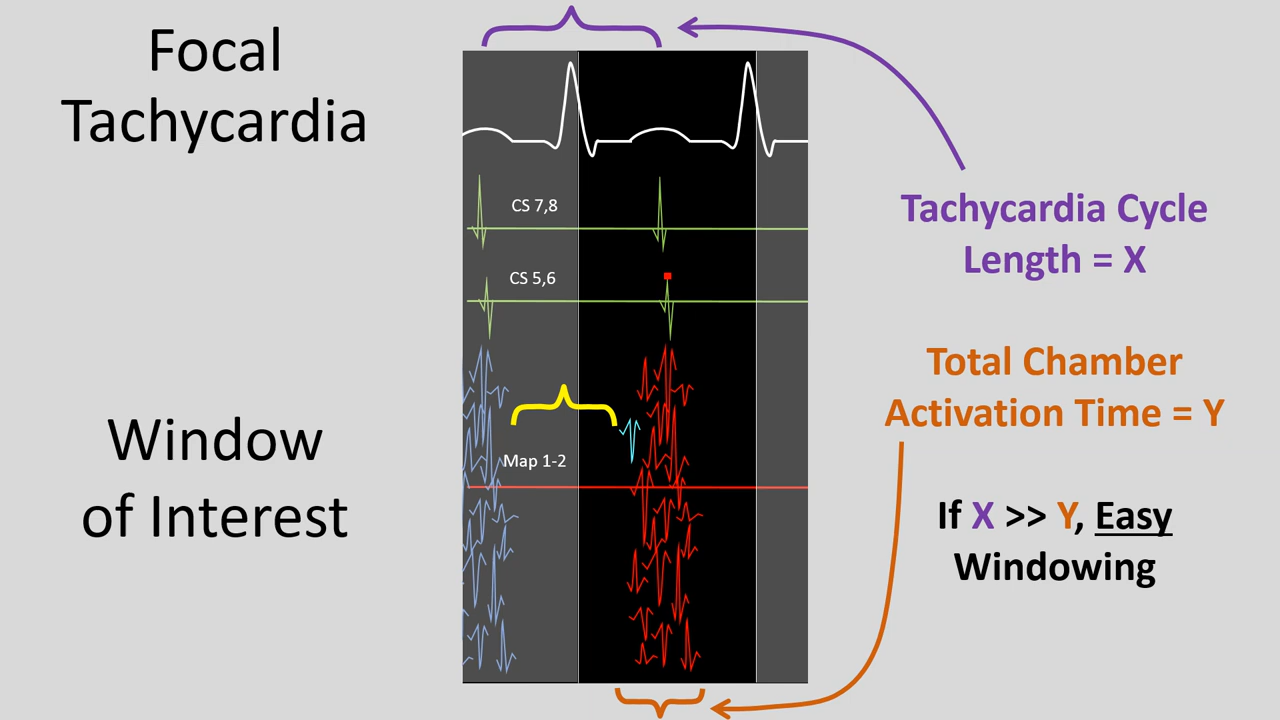 Focal
Tachycardia
Window
of Interest
CS 7,8
CS 5,6
Map 1-2
Tachycardia Cycle
Length = X
Total Chamber
Activation Time = Y
If X >> Y, Easy
Windowing